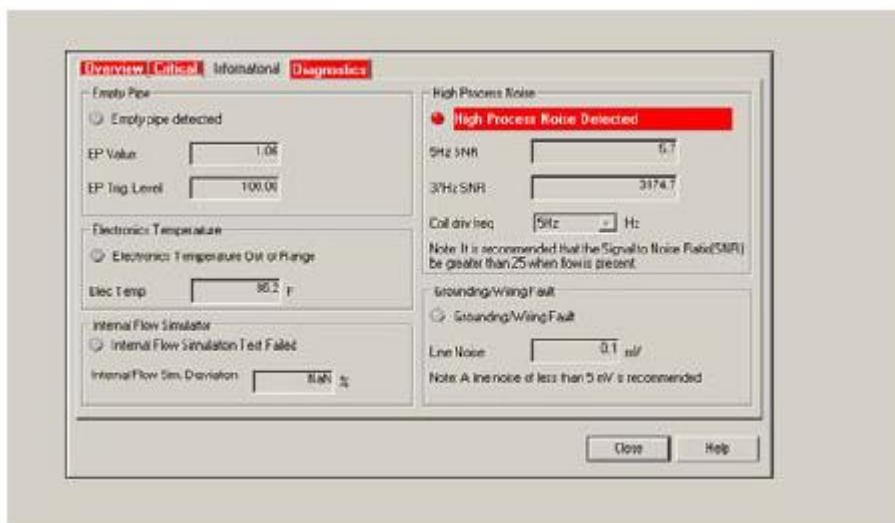 Overview Critical Informational Diagnostics
Empty Pipe
Empty pipe detected
EP Value 1.06
EP Trig. Level 100.00
Electronics Temperature
Electronics Temperature Out of Range
Elec Temp F
Internal Flow Simulator
Internal Flow Simulation Test Failed
Internal Flow Sim. Deviation NaN %
High Process Noise
High Process Noise Detected
5Hz SNR 5.7
37Hz SNR 3174.7
Coil drv freq 5Hz Hz
Note: It is recommended that the Signal to Noise Ratio(SNR)
be greater than 25 when flow is present
Grounding/Wiring Fault
Grounding/Wiring Fault
Line Noise 0.1 mV
Note: A line noise of less than 5 mV is recommended
Close Help